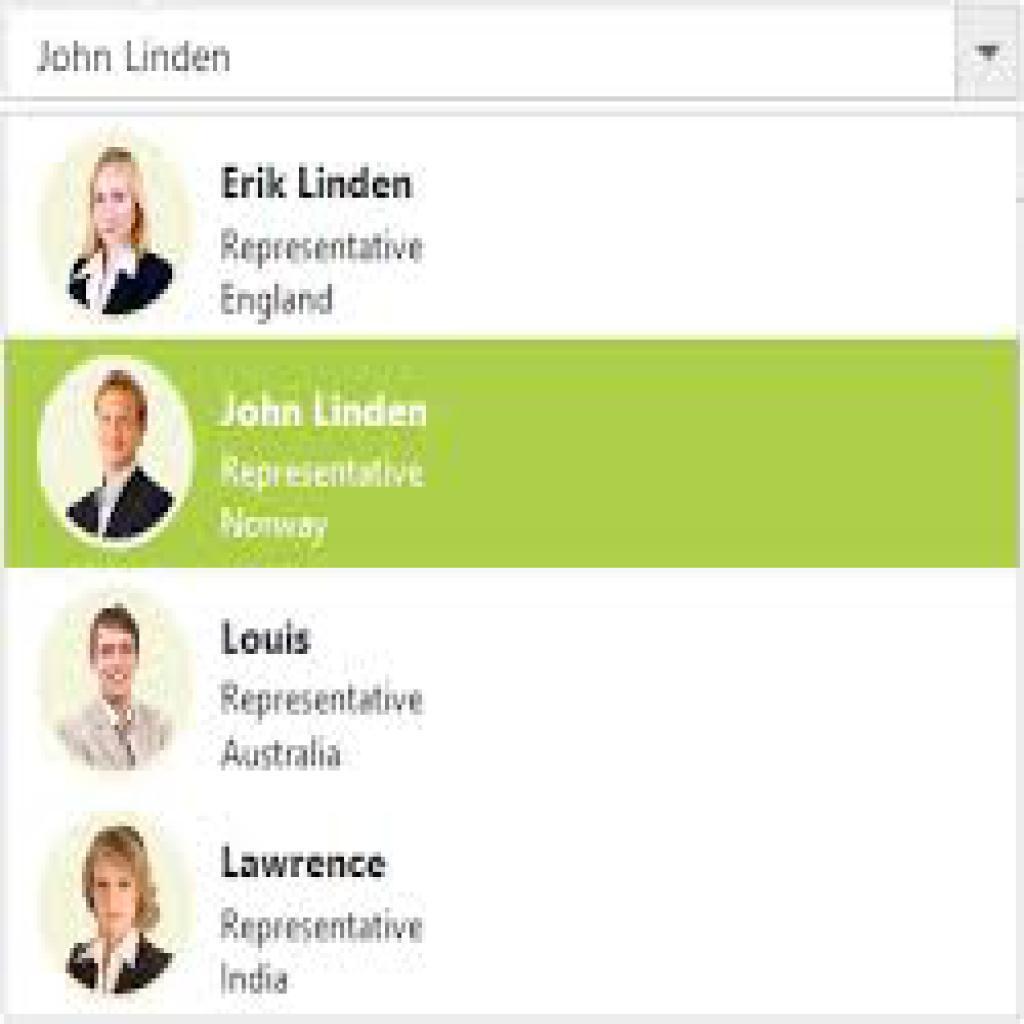 John Linden
Erik Linden
Representative
England
John Linden
Representative
Norway
Louis
Representative
Australia
Lawrence
Representative
India